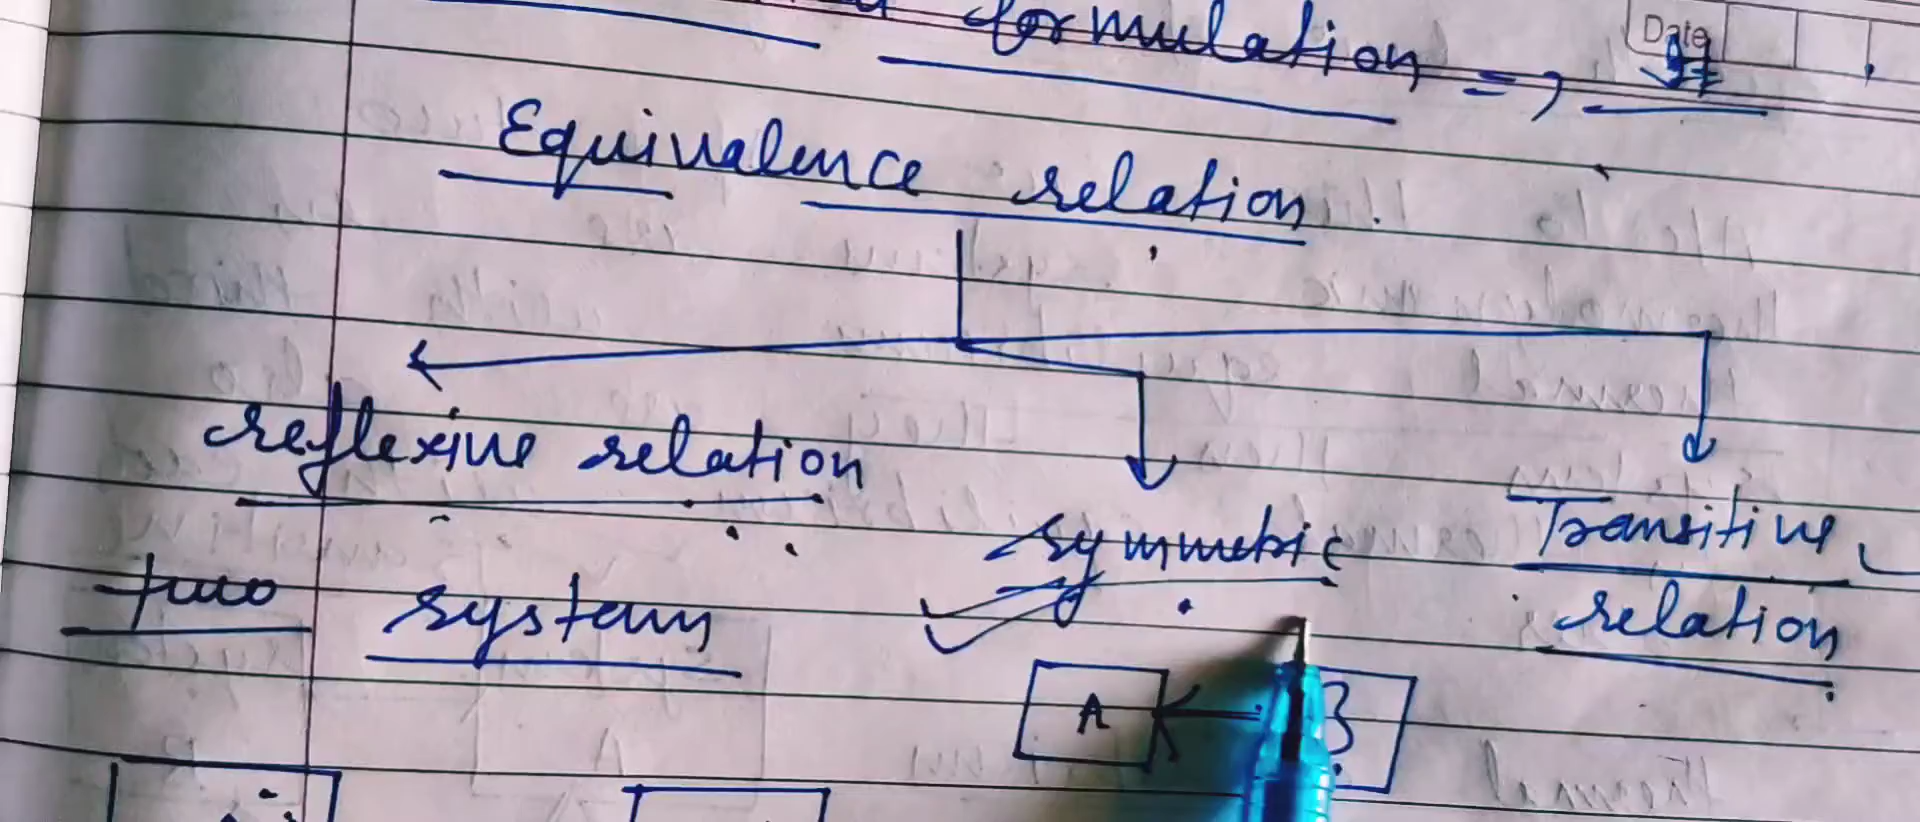 formulation =,
Date
Equivalence relation
reflexive relation
symmetric
Transitive
relation
two system
A B